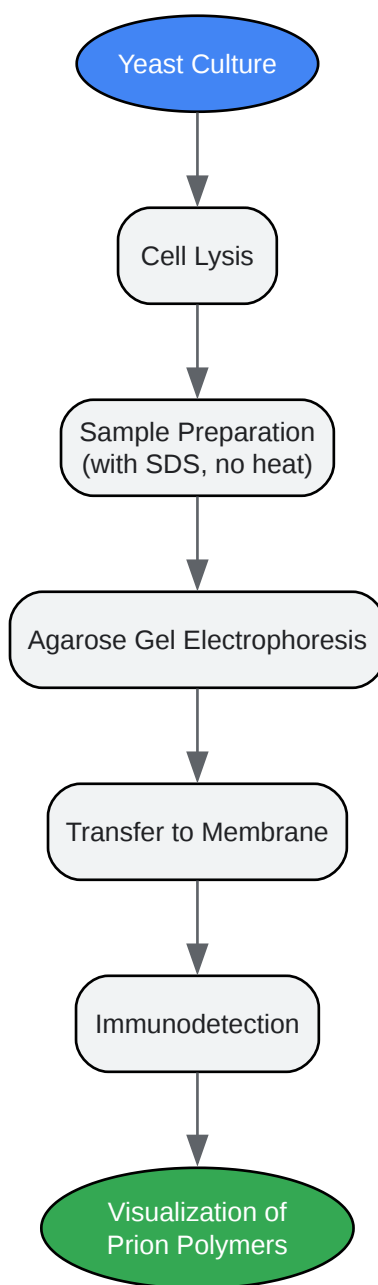 Yeast Culture
Cell Lysis
Sample Preparation
(with SDS, no heat)
Agarose Gel Electrophoresis
Transfer to Membrane
Immunodetection
Visualization of
Prion Polymers